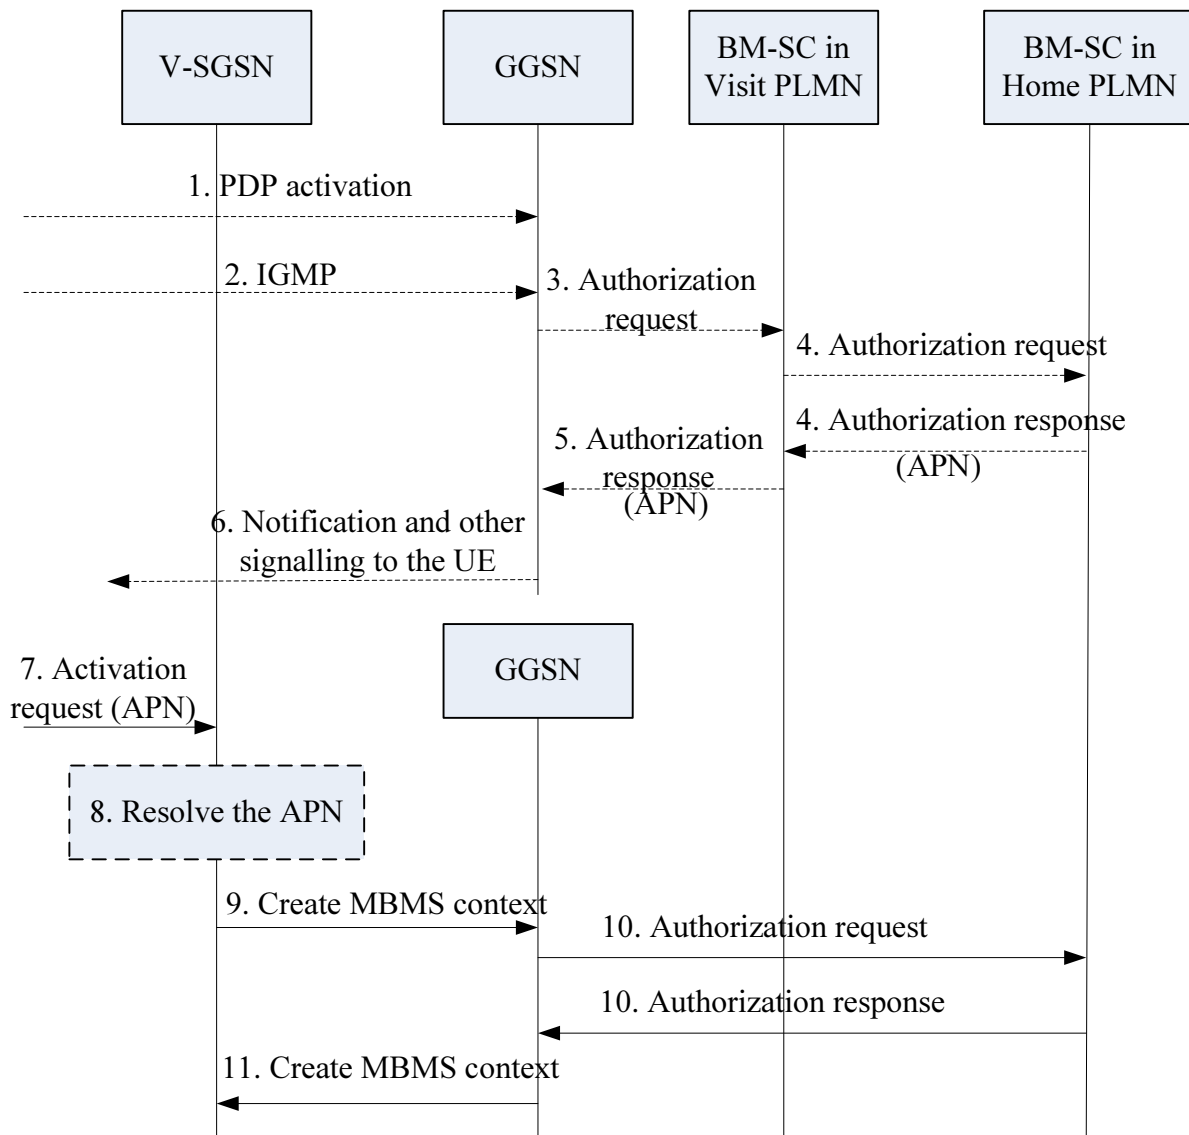 V-SGSN
GGSN
BM-SC in
Visit PLMN
BM-SC in
Home PLMN
1. PDP activation
2. IGMP
3. Authorization
request
4. Authorization request
4. Authorization response
(APN)
5. Authorization
response
(APN)
6. Notification and other
signalling to the UE
GGSN
7. Activation
request (APN)
8. Resolve the APN
9. Create MBMS context
10. Authorization request
10. Authorization response
11. Create MBMS context